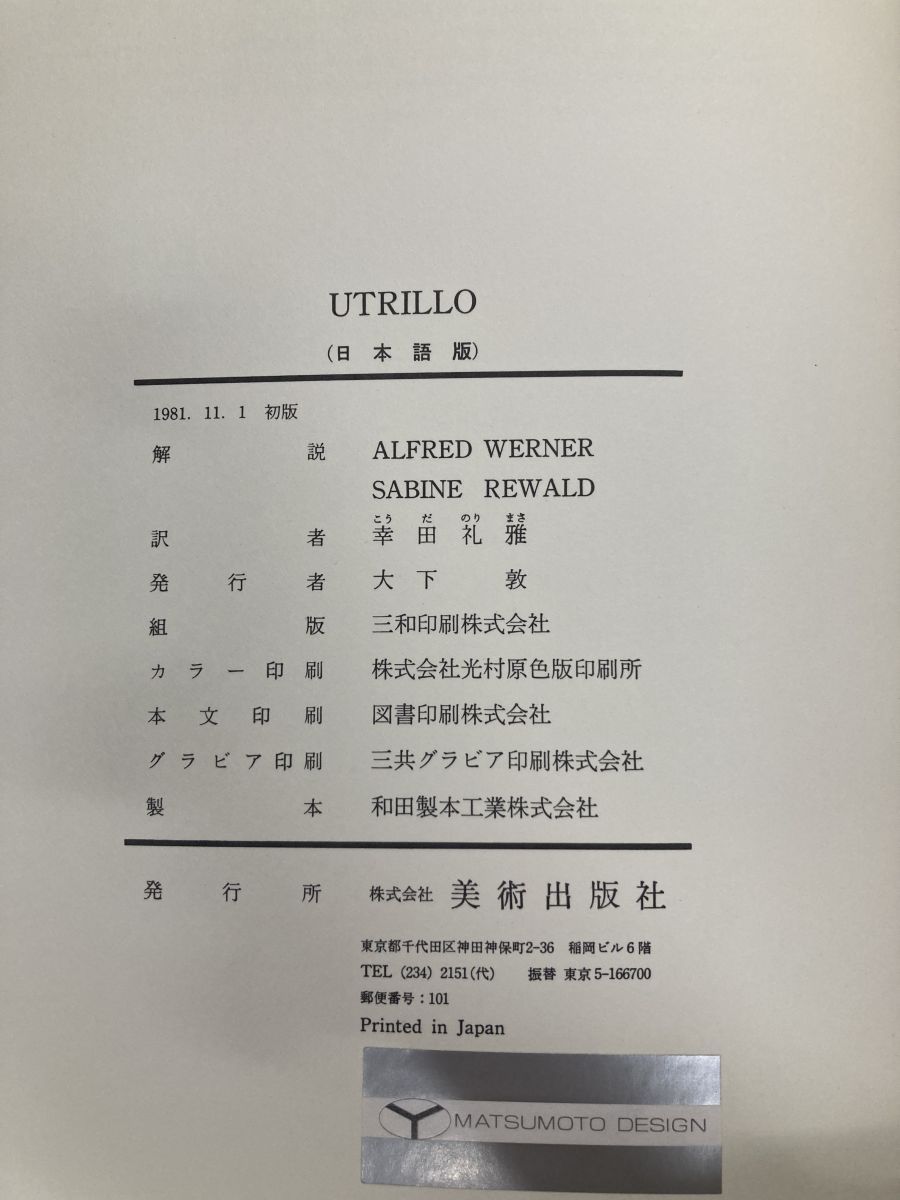 UTRILLO
(日本語版)
1981. 11. 1 初版
解説 ALFRED WERNER
SABINE REWALD
こう だ のり まさ
訳者 幸田礼雅
発行者 大下敦
組版 三和印刷株式会社
カラー印刷 株式会社光村原色版印刷所
本文印刷 図書印刷株式会社
グラビア印刷 三共グラビア印刷株式会社
製本 和田製本工業株式会社
発行所 株式会社 美術出版社
東京都千代田区神田神保町2-36 稲岡ビル6階
TEL (234) 2151(代) 振替 東京5-166700
郵便番号:101
Printed in Japan
MATSUMOTO DESIGN